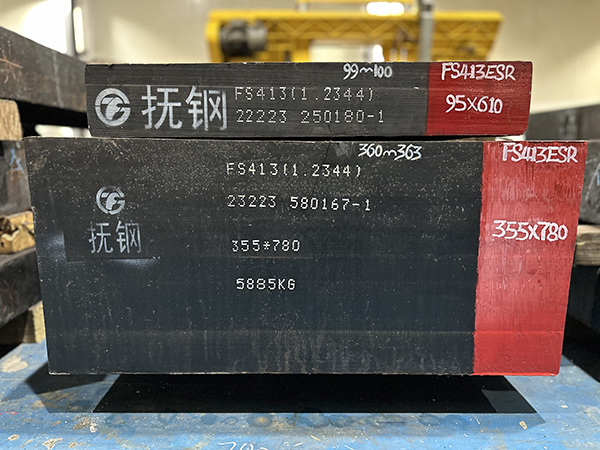 99~100
FS413ESR
抚钢
FS413(1.2344)
22223 250180-1
95X610
360~363
FS413ESR
FS413(1.2344)
23223 580167-1
抚钢
355*780
355X780
5885KG